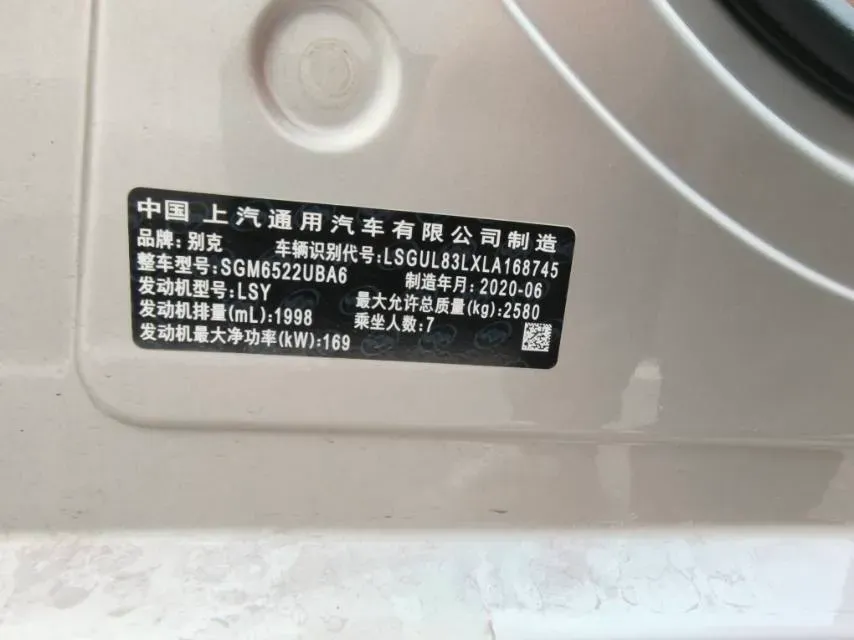 中国 上汽通用汽车有限公司制造
品牌: 别克 车辆识别代号:LSGUL83LXLA168745
整车型号:SGM6522UBA6 制造年月:2020-06
发动机型号:LSY 最大允许总质量(kg):2580
发动机排量(mL):1998 乘坐人数:7
发动机最大净功率(kW):169